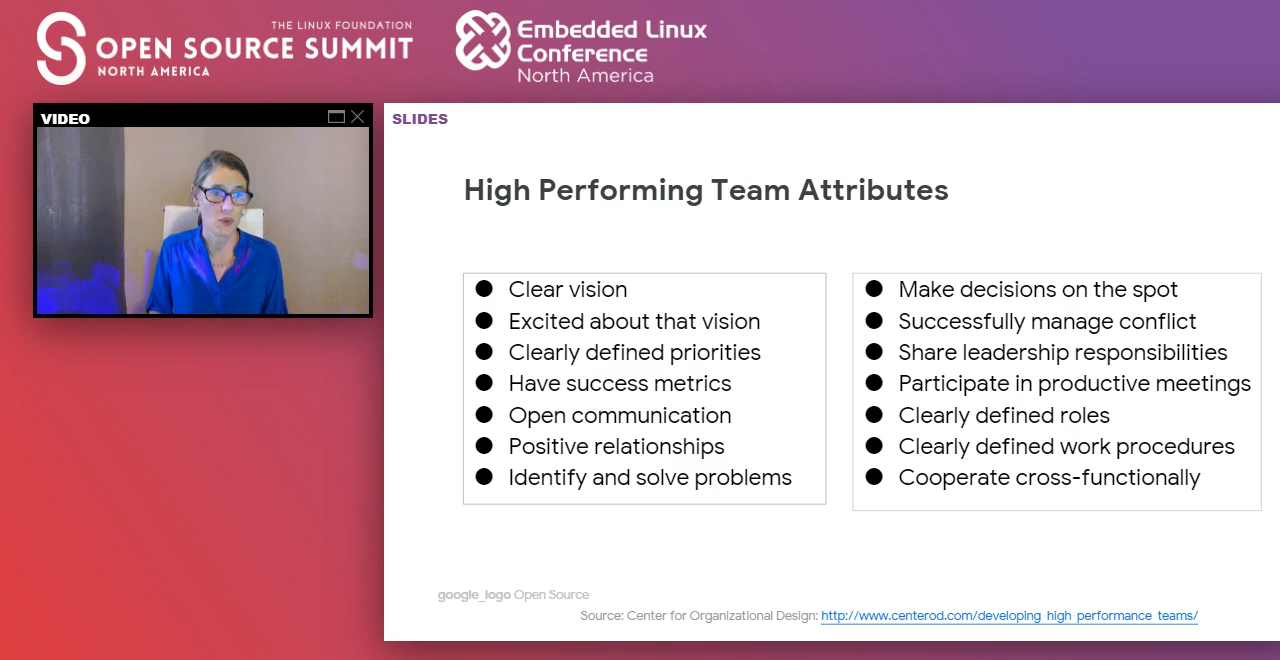 THE LINUX FOUNDATION
OPEN SOURCE SUMMIT
NORTH AMERICA
Embedded Linux
Conference
North America
VIDEO
SLIDES
High Performing Team Attributes
Clear vision
Excited about that vision
Clearly defined priorities
Have success metrics
Open communication
Positive relationships
Identify and solve problems
Make decisions on the spot
Successfully manage conflict
Share leadership responsibilities
Participate in productive meetings
Clearly defined roles
Clearly defined work procedures
Cooperate cross-functionally
google_logo Open Source
Source: Center for Organizational Design: http://www.centerod.com/developing_high_performance_teams/